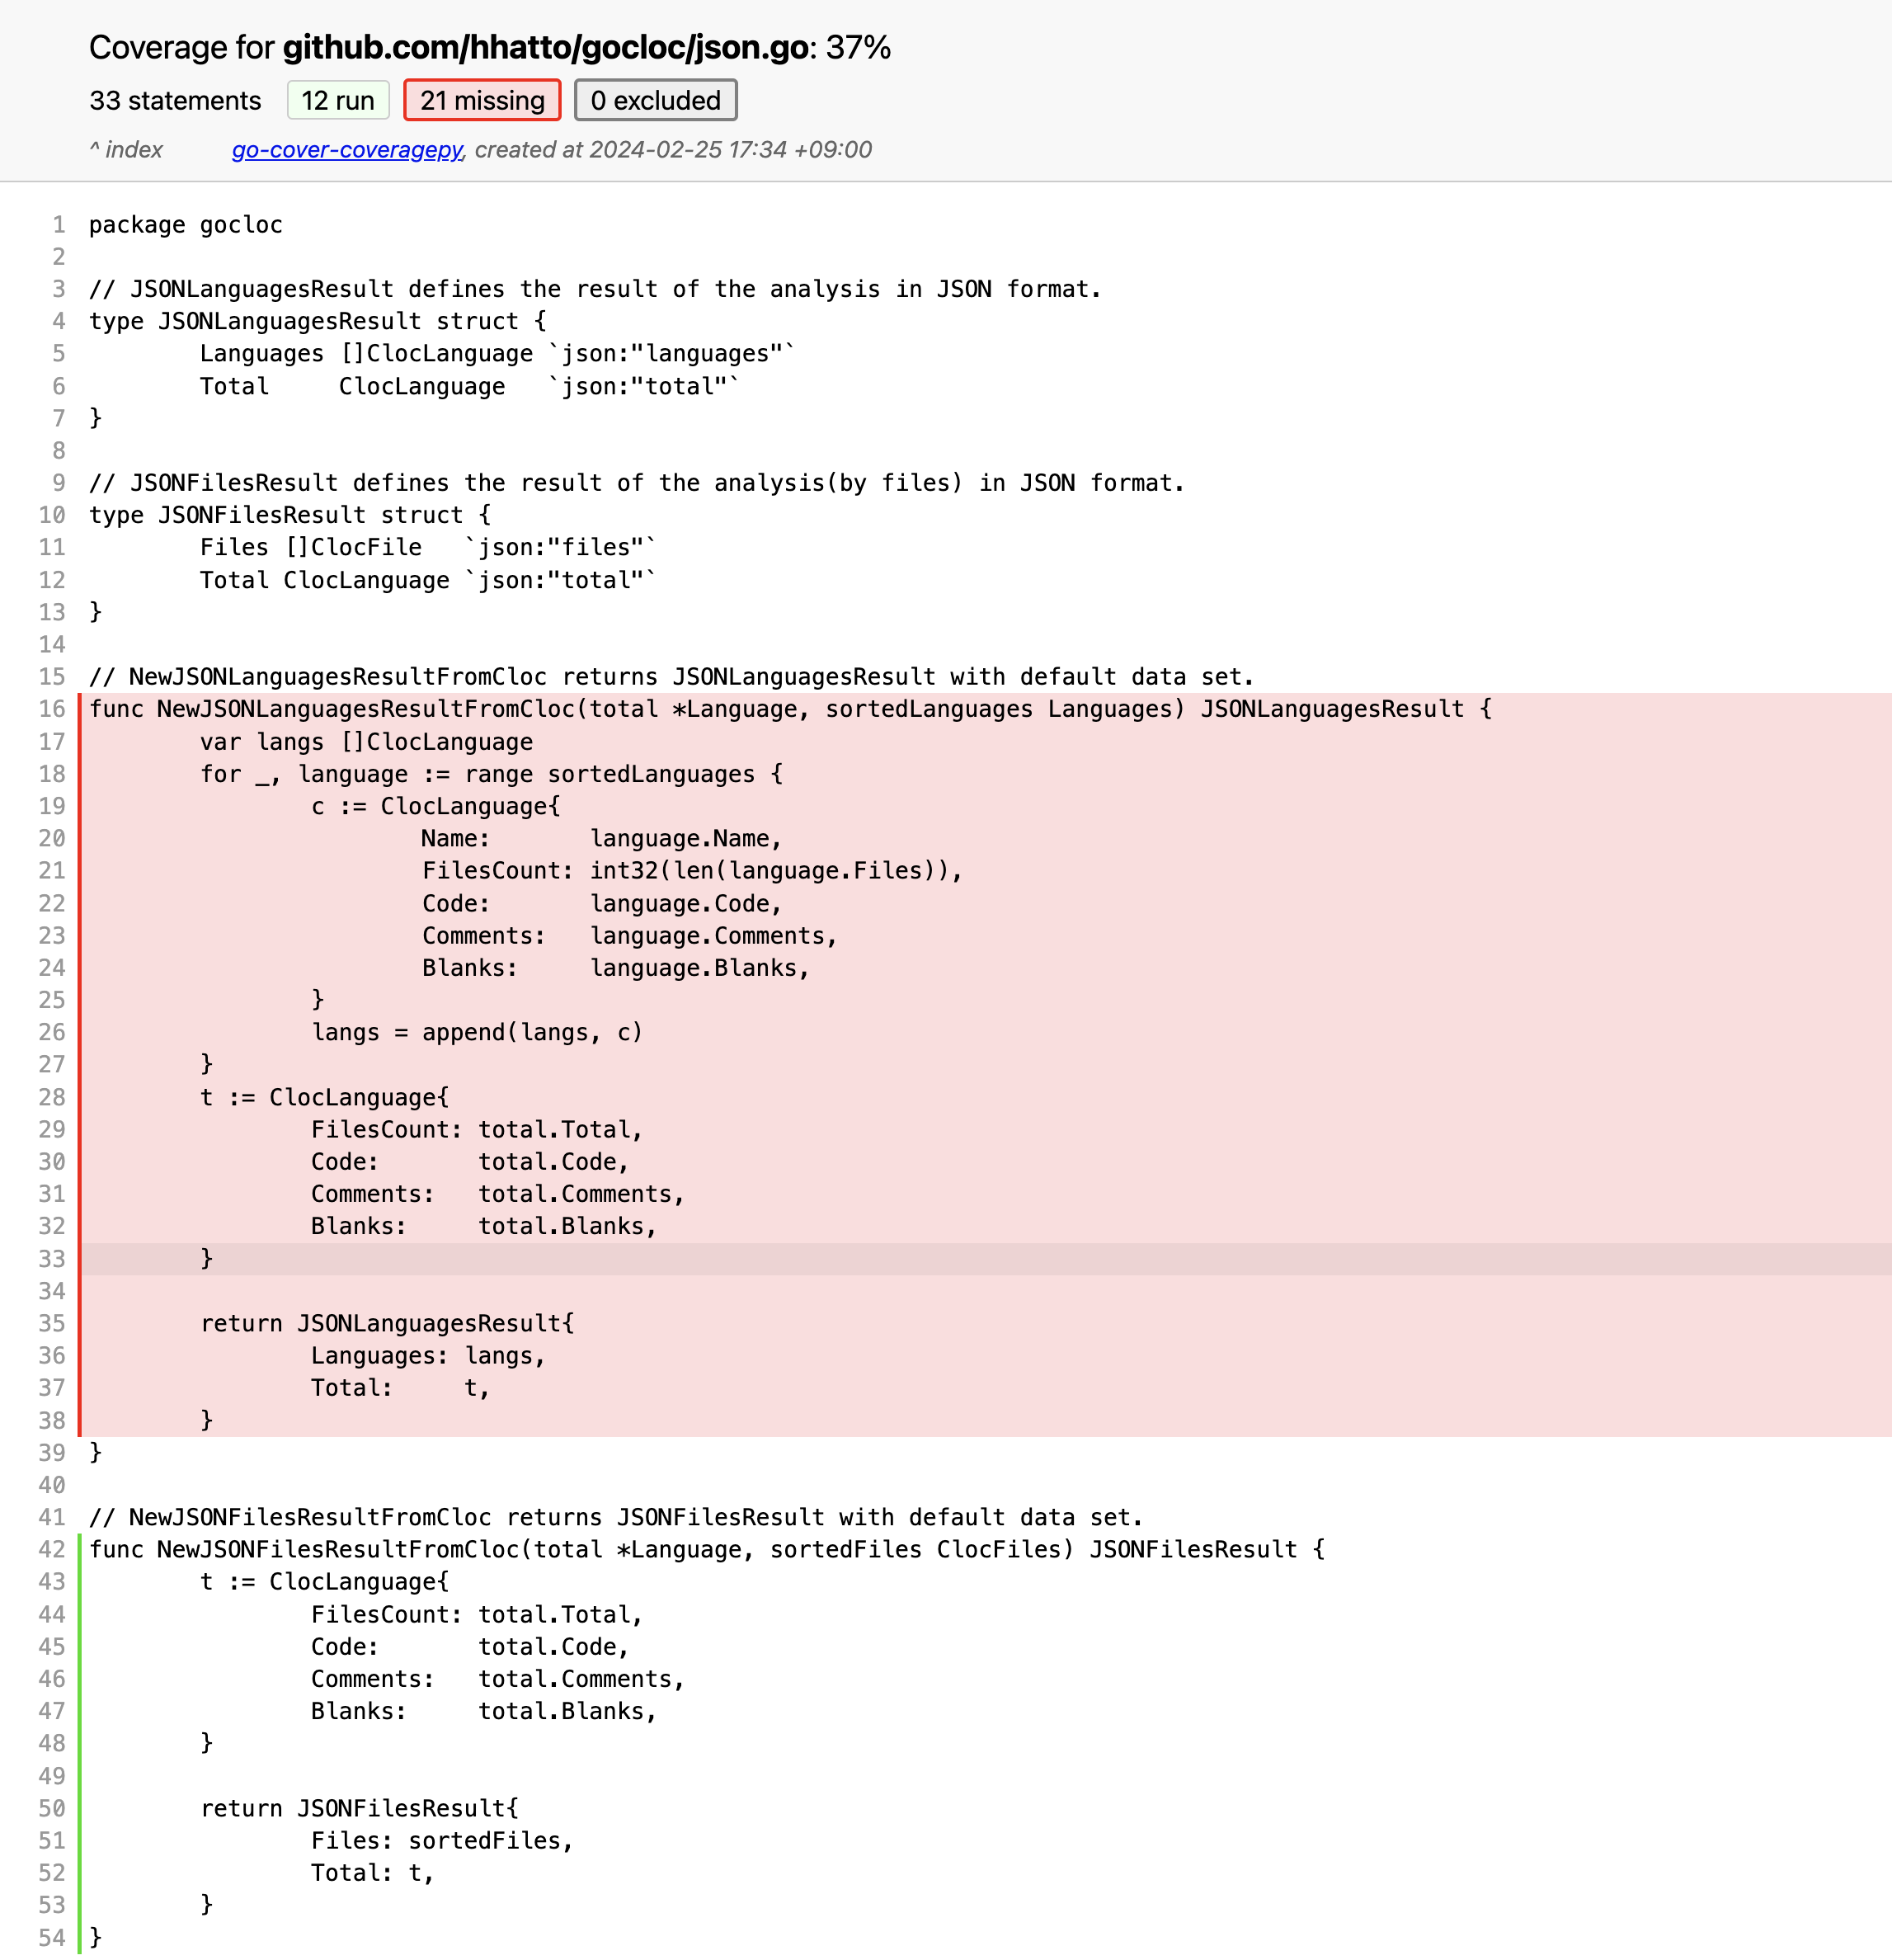 Coverage for github.com/hhatto/gocloc/json.go: 37%
33 statements 12 run 21 missing 0 excluded
^ index go-cover-coveragepy, created at 2024-02-25 17:34 +09:00
1 package gocloc
2
3 // JSONLanguagesResult defines the result of the analysis in JSON format.
4 type JSONLanguagesResult struct {
5         Languages []ClocLanguage `json:"languages"`
6         Total     ClocLanguage   `json:"total"`
7 }
8
9 // JSONFilesResult defines the result of the analysis(by files) in JSON format.
10 type JSONFilesResult struct {
11         Files []ClocFile   `json:"files"`
12         Total ClocLanguage `json:"total"`
13 }
14
15 // NewJSONLanguagesResultFromCloc returns JSONLanguagesResult with default data set.
16 func NewJSONLanguagesResultFromCloc(total *Language, sortedLanguages Languages) JSONLanguagesResult {
17         var langs []ClocLanguage
18         for _, language := range sortedLanguages {
19                 c := ClocLanguage{
20                         Name:       language.Name,
21                         FilesCount: int32(len(language.Files)),
22                         Code:       language.Code,
23                         Comments:   language.Comments,
24                         Blanks:     language.Blanks,
25                 }
26                 langs = append(langs, c)
27         }
28         t := ClocLanguage{
29                 FilesCount: total.Total,
30                 Code:       total.Code,
31                 Comments:   total.Comments,
32                 Blanks:     total.Blanks,
33         }
34
35         return JSONLanguagesResult{
36                 Languages: langs,
37                 Total:     t,
38         }
39 }
40
41 // NewJSONFilesResultFromCloc returns JSONFilesResult with default data set.
42 func NewJSONFilesResultFromCloc(total *Language, sortedFiles ClocFiles) JSONFilesResult {
43         t := ClocLanguage{
44                 FilesCount: total.Total,
45                 Code:       total.Code,
46                 Comments:   total.Comments,
47                 Blanks:     total.Blanks,
48         }
49
50         return JSONFilesResult{
51                 Files: sortedFiles,
52                 Total: t,
53         }
54 }